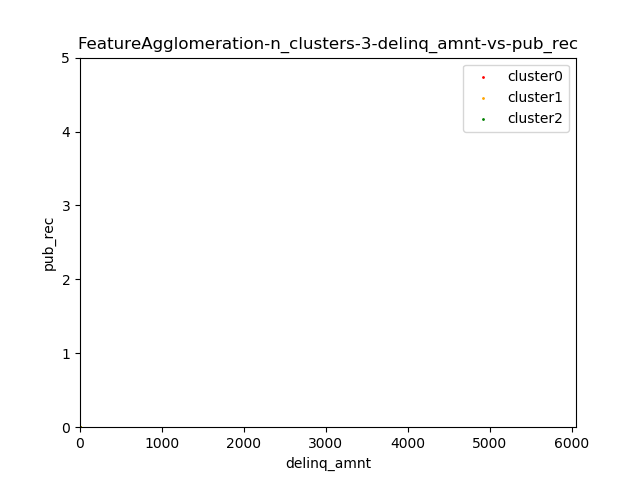 FeatureAgglomeration-n_clusters-3-delinq_amnt-vs-pub_rec
cluster0
cluster1
cluster2
5
4
3
2
1
0
pub_rec
0 1000 2000 3000 4000 5000 6000
delinq_amnt